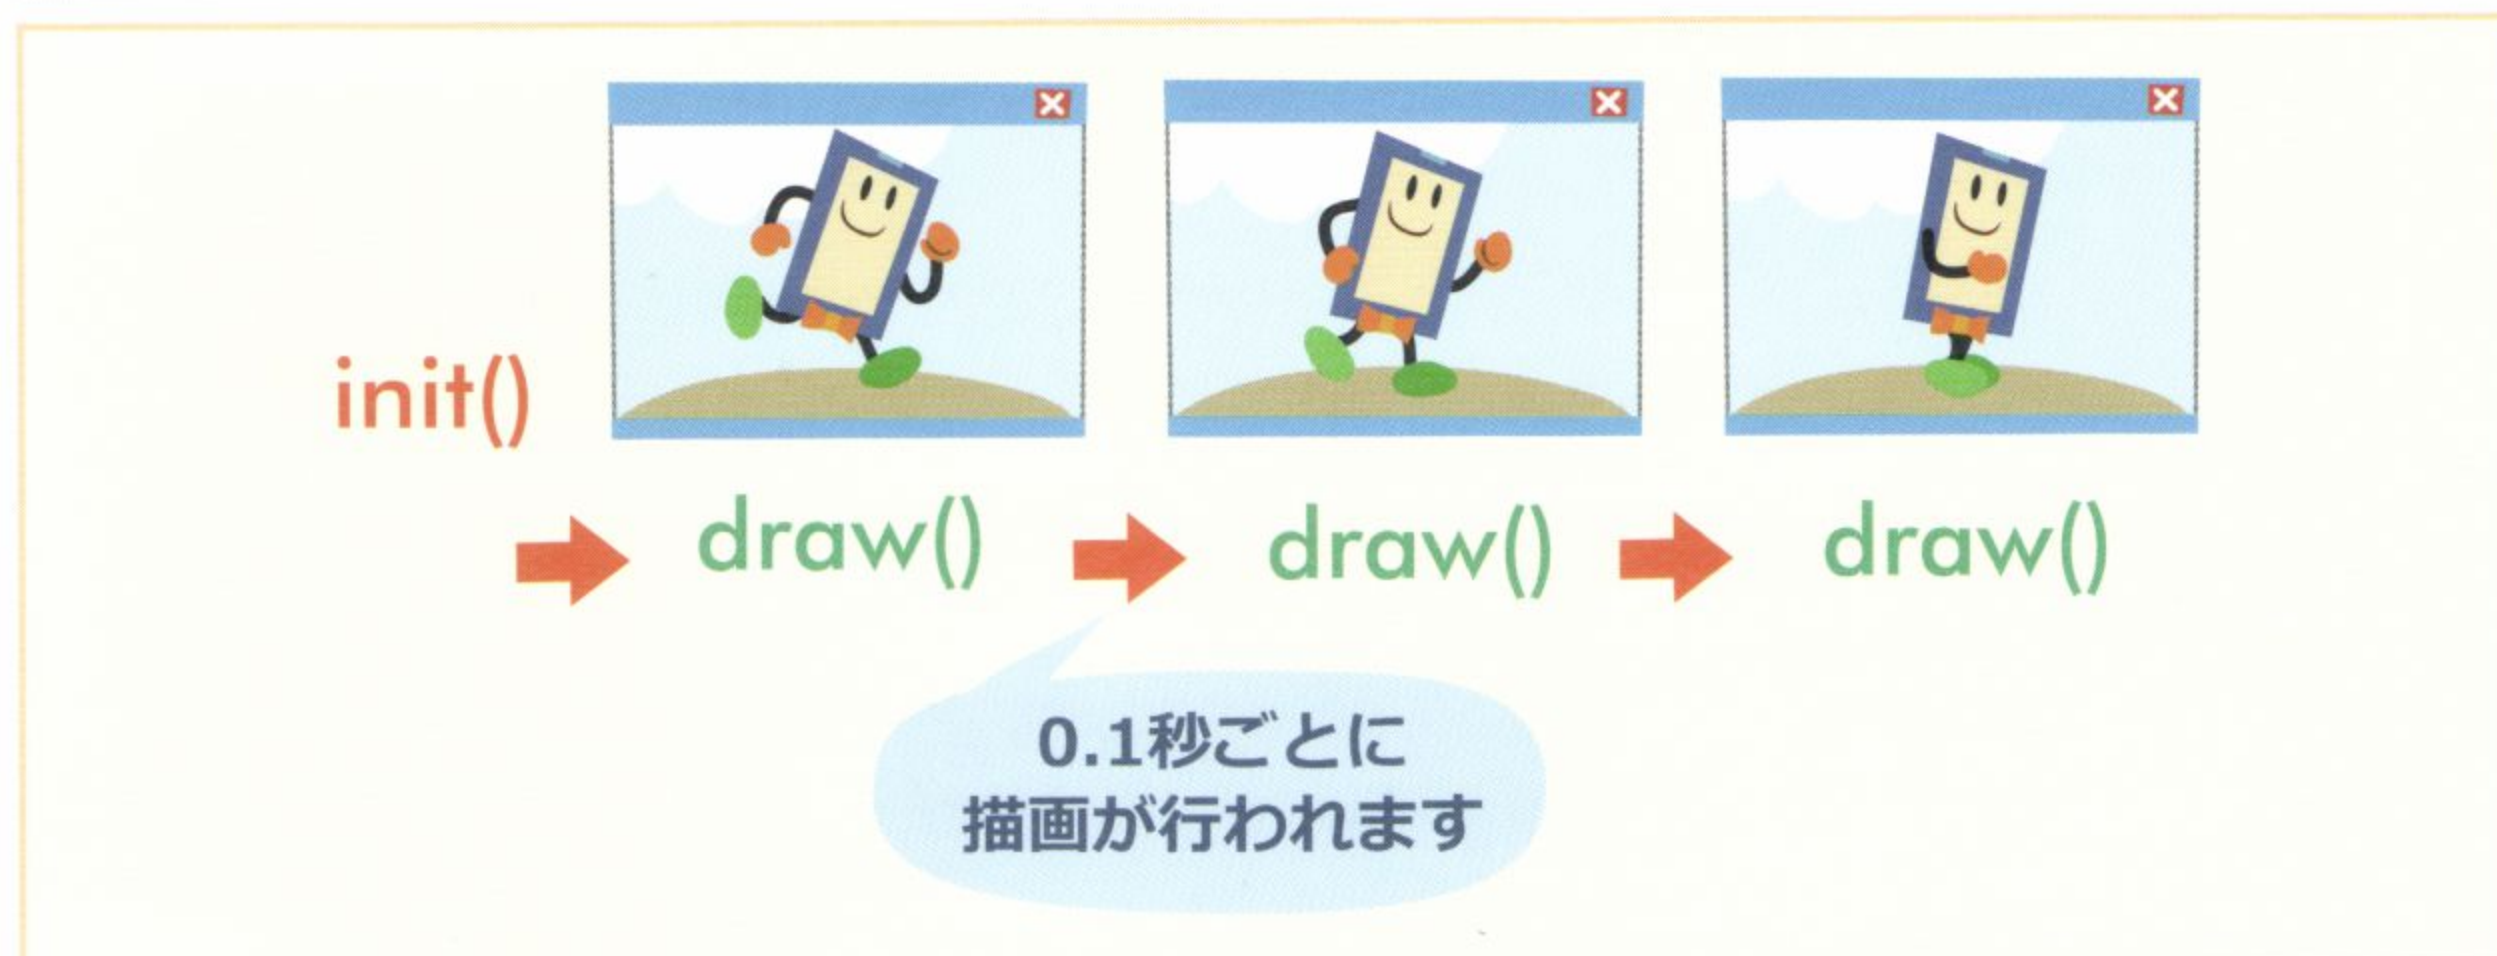 init()
draw()
draw()
draw()
0.1秒ごとに
描画が行われます